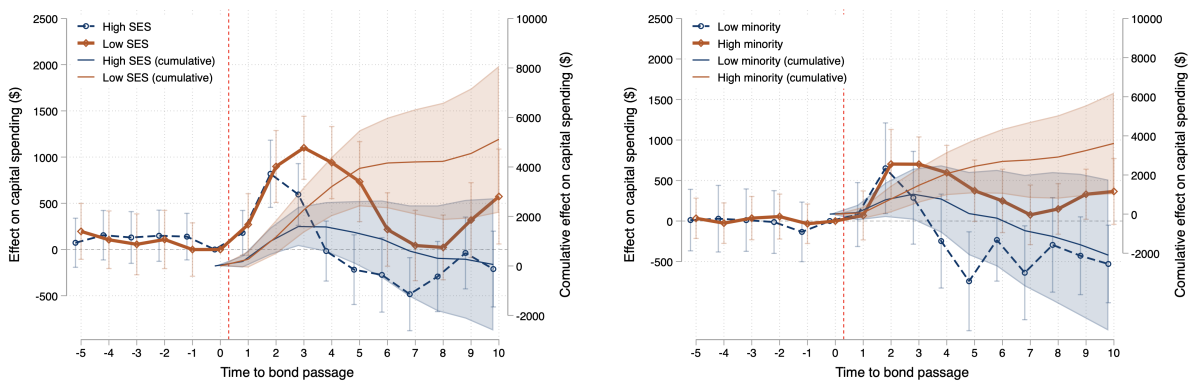 2500
2000
1500
1000
500
0
-500
Effect on capital spending ($)
High SES
Low SES
High SES (cumulative)
Low SES (cumulative)
10000
8000
6000
4000
2000
0
-2000
Comulative effect on capital spending ($)
-5 -4 -3 -2 -1 0 1 2 3 4 5 6 7 8 9 10
Time to bond passage
2500
2000
1500
1000
500
0
-500
Effect on capital spending ($)
Low minority
High minority
Low minority (cumulative)
High minority (cumulative)
10000
8000
6000
4000
2000
0
-2000
Comulative effect on capital spending ($)
-5 -4 -3 -2 -1 0 1 2 3 4 5 6 7 8 9 10
Time to bond passage